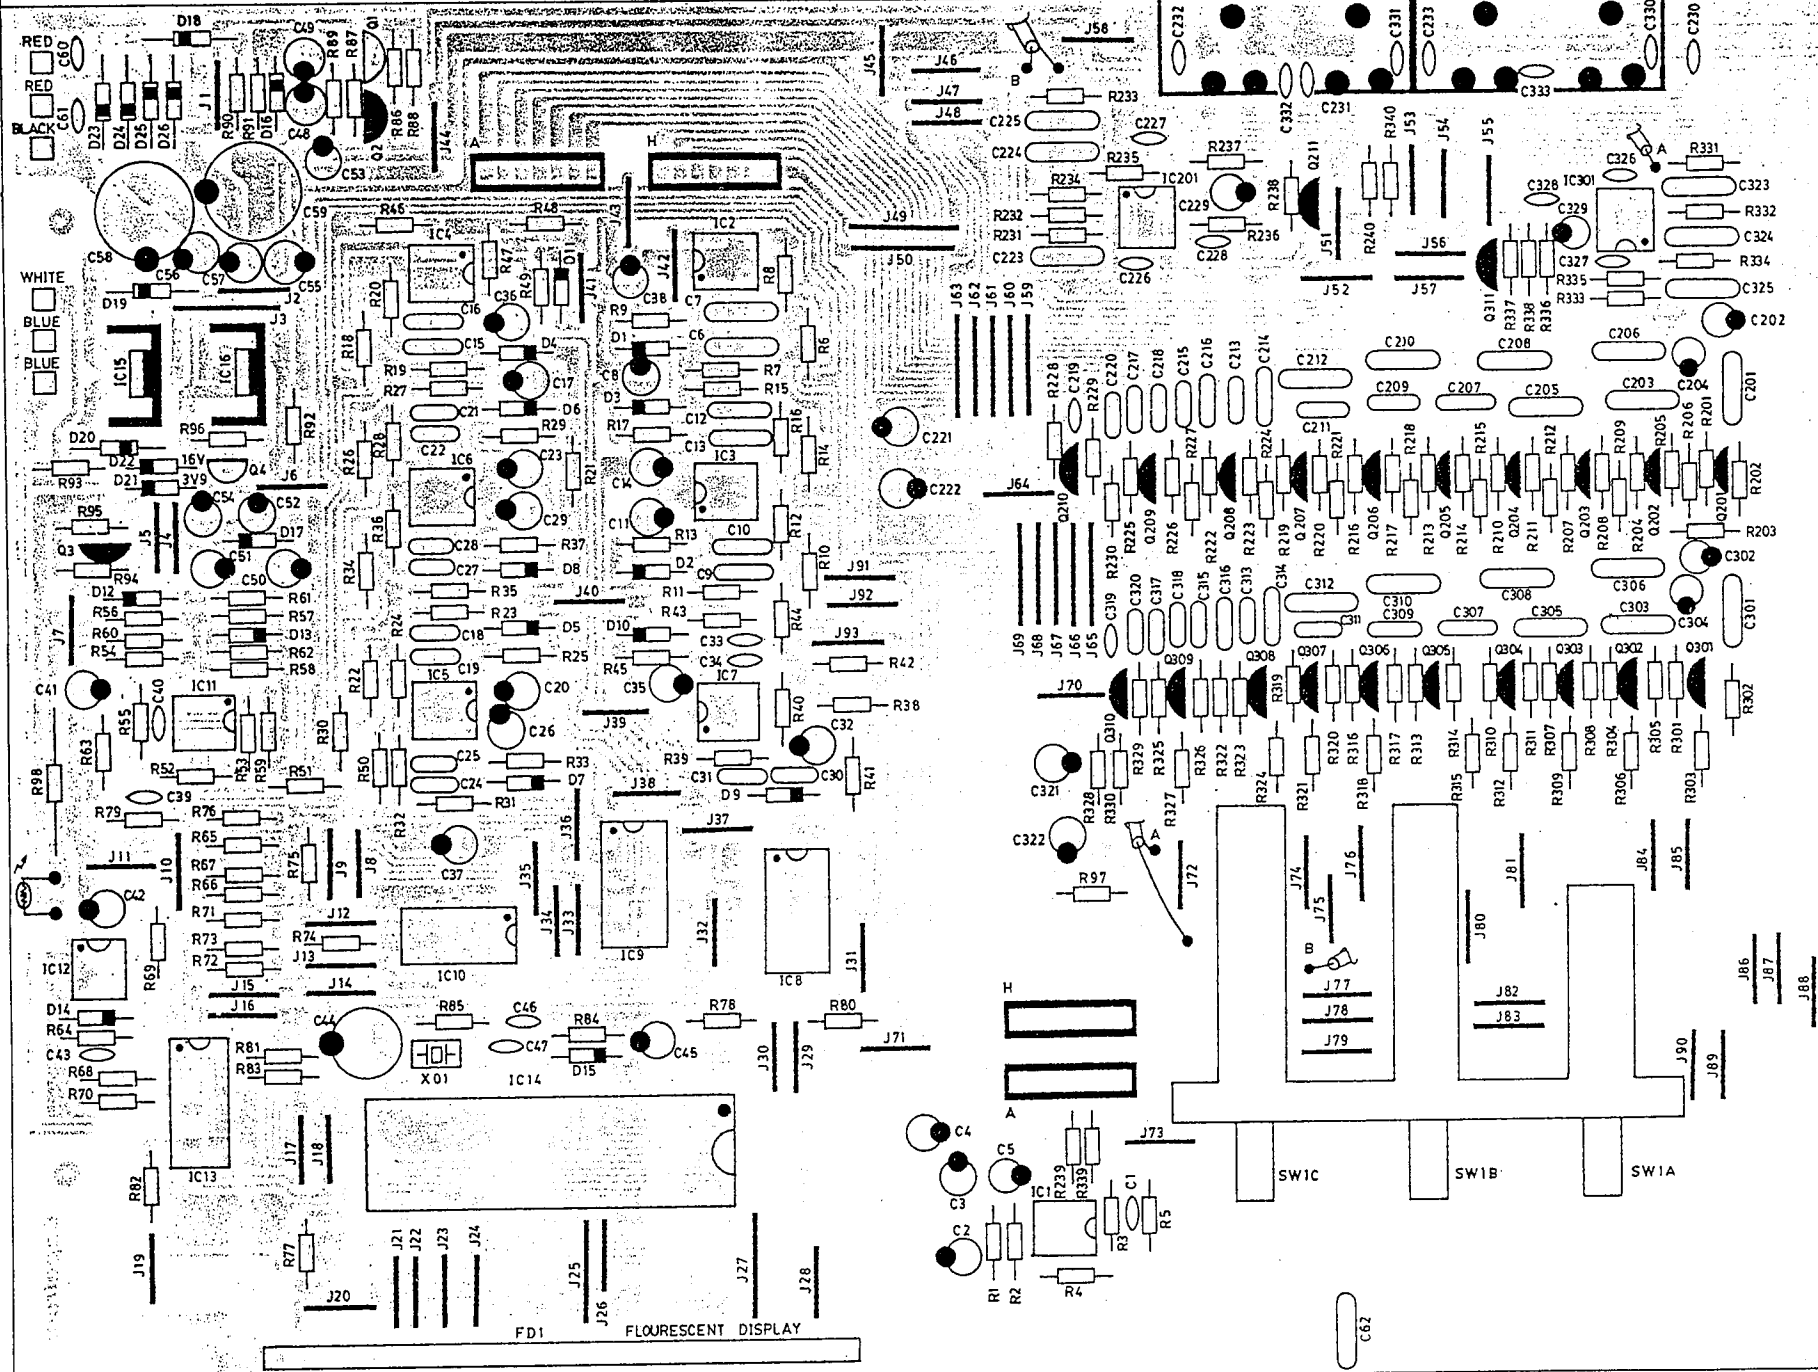 D18
RED
C60
C49
R89
R87
Q1
J45
J46
J58
B
C232
C331
C233
C330
C230
RED
C61
J1
J47
J48
R233
C332
C231
C333
BLACK
D23
D24
D25
D26
R90
R91
D16
C48
Q2
R86
R88
J44
C225
C227
R340
J53
J54
J55
A
A
H
C53
C224
R235
R237
Q211
C326
R331
R234
IC201
R238
C328
IC301
C323
C59
R46
R48
J43
IC2
J49
R232
C229
C329
R332
IC4
R47
R231
R236
J51
R240
J56
C324
C58
C56
C57
C55
R49
D11
J41
J42
R8
J50
C223
C228
C226
C327
R334
WHITE
D19
J2
R20
C36
C38
C7
J63
J62
J61
J60
J59
J52
J57
Q311
R337
R338
R336
R335
R333
C325
BLUE
J3
C16
R9
C6
R6
C202
BLUE
IC15
IC16
R18
C15
D4
D1
R19
C17
C8
R7
R228
C219
R229
C220
C217
C218
C215
C216
C213
C214
C212
C210
C208
C206
R27
R15
C209
C207
C205
C203
C204
C201
R96
R92
C21
D6
D3
C12
R16
C221
C211
D20
R28
C22
R29
R17
C13
R14
R227
R224
R221
R218
R215
R212
R209
R205
R206
R201
D22
16V
Q4
R26
IC6
C23
R21
IC3
R93
D21
3V9
J6
C14
C222
J64
R202
C54
C52
R95
J5
J4
D17
R36
C29
C11
C10
R12
Q210
R225
Q209
R226
R222
Q208
R223
R219
Q207
R220
R216
Q206
R217
R213
Q205
R214
R210
Q204
R211
R207
Q203
R208
R204
Q202
Q201
R203
Q3
C28
R37
R13
R230
C302
R94
C51
C50
R34
C27
D8
D2
C9
R10
J91
C306
D12
R61
R35
R11
J92
C319
C320
C317
C318
C315
C316
C313
C314
C312
C310
C308
C301
R56
R57
J40
R23
R43
R44
J7
R60
D13
R24
C18
D5
D10
C33
J93
J69
J68
J67
J66
J65
C311
C309
C307
C305
C303
C304
R54
R62
R58
C19
R25
R45
C34
R42
Q309
Q308
Q307
Q306
Q305
Q304
Q303
Q302
Q301
C41
R55
C40
IC11
R22
IC5
C20
C35
IC7
J70
R319
R302
R30
C26
J39
R40
C32
R38
R63
R53
R59
Q310
R329
R325
R326
R322
R323
R320
R316
R317
R313
R314
R310
R311
R307
R308
R304
R305
R301
R98
R52
R51
R50
C25
R33
R39
C31
C30
R41
C321
R328
R330
R327
R324
R321
R318
R315
R312
R309
R306
R303
C39
C24
D7
J38
D9
R79
R76
R31
R65
R32
J36
J37
C322
A
J72
J74
J76
J81
J84
J85
J11
J10
R67
R75
J9
J8
C37
J35
C42
R66
R97
J75
R71
J12
J34
J33
J32
J80
R73
R74
IC12
R69
R72
J13
IC10
IC9
IC8
J31
B
J86
J87
J88
D14
J15
J14
R85
C46
R78
R80
H
J77
J82
R64
J16
C44
R84
J78
J83
C43
R81
C47
C45
J30
J29
J71
J79
J90
J89
R68
R83
X01
IC14
D15
R70
A
C4
J73
J17
J18
C5
R239
R339
R82
IC13
C3
IC1
C1
SW1C
SW1B
SW1A
R3
R5
J19
R77
J21
J22
J23
J24
J25
J26
J27
J28
C2
J20
R1
R2
R4
C62
FD1
FLOURESCENT DISPLAY